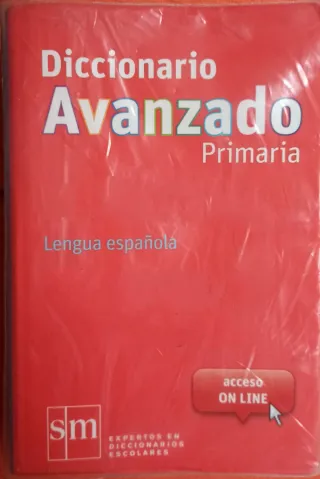 Diccionario
Avanzado
Primaria
Lengua española
acceso
ON LINE
sm
EXPERTOS EN
DICCIONARIOS
ESCOLARES